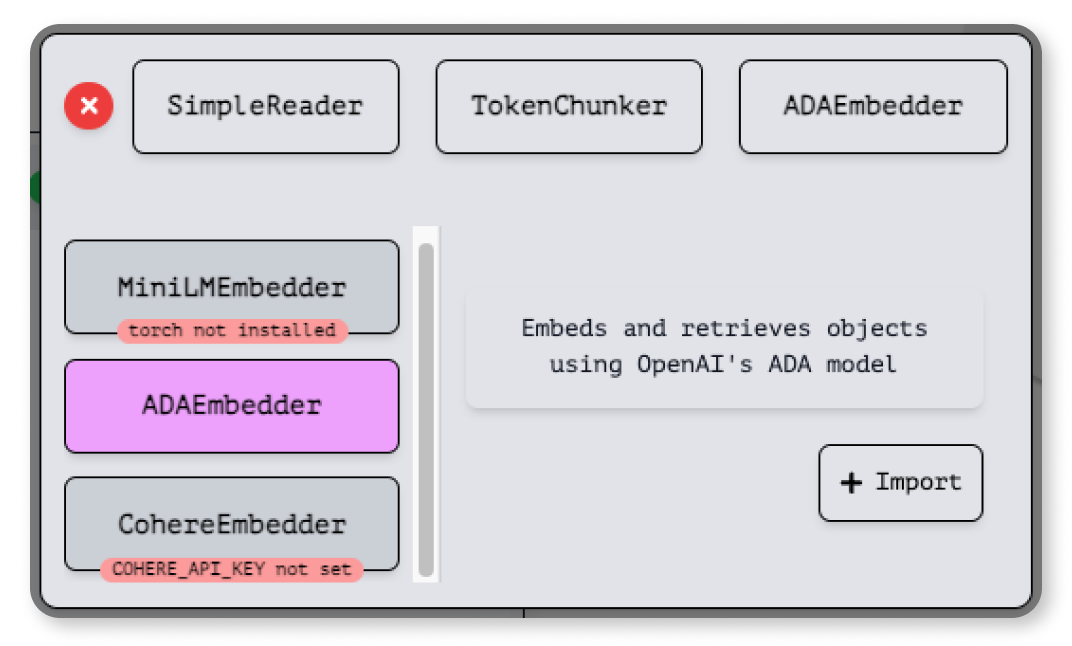 SimpleReader
TokenChunker
ADAEmbedder
MiniLMEmbedder
torch not installed
ADAEmbedder
CohereEmbedder
COHERE_API_KEY not set
Embeds and retrieves objects
using OpenAI's ADA model
+ Import